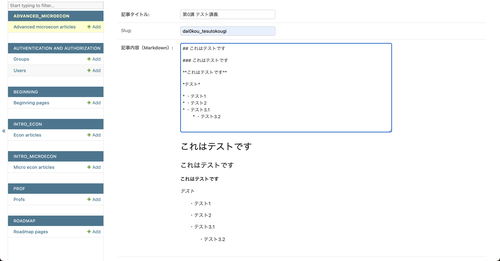 Start typing to filter...
ADVANCED_MICROECON
Advanced microecon articles + Add
AUTHENTICATION AND AUTHORIZATION
Groups + Add
Users + Add
BEGINNING
Beginning pages + Add
INTRO_ECON
Econ articles + Add
INTRO_MICROECON
Micro econ articles + Add
PROF
Profs + Add
ROADMAP
Roadmap pages + Add
«
記事タイトル: 第0講 テスト講義
Slug: dai0kou_tesutokougi
記事内容 (Markdown):
## これはテストです
### これはテストです
**これはテストです**
*テスト*
* ・テスト1
* ・テスト2
* ・テスト3.1
* ・テスト3.2
これはテストです
これはテストです
これはテストです
テスト
・テスト1
・テスト2
・テスト3.1
・テスト3.2